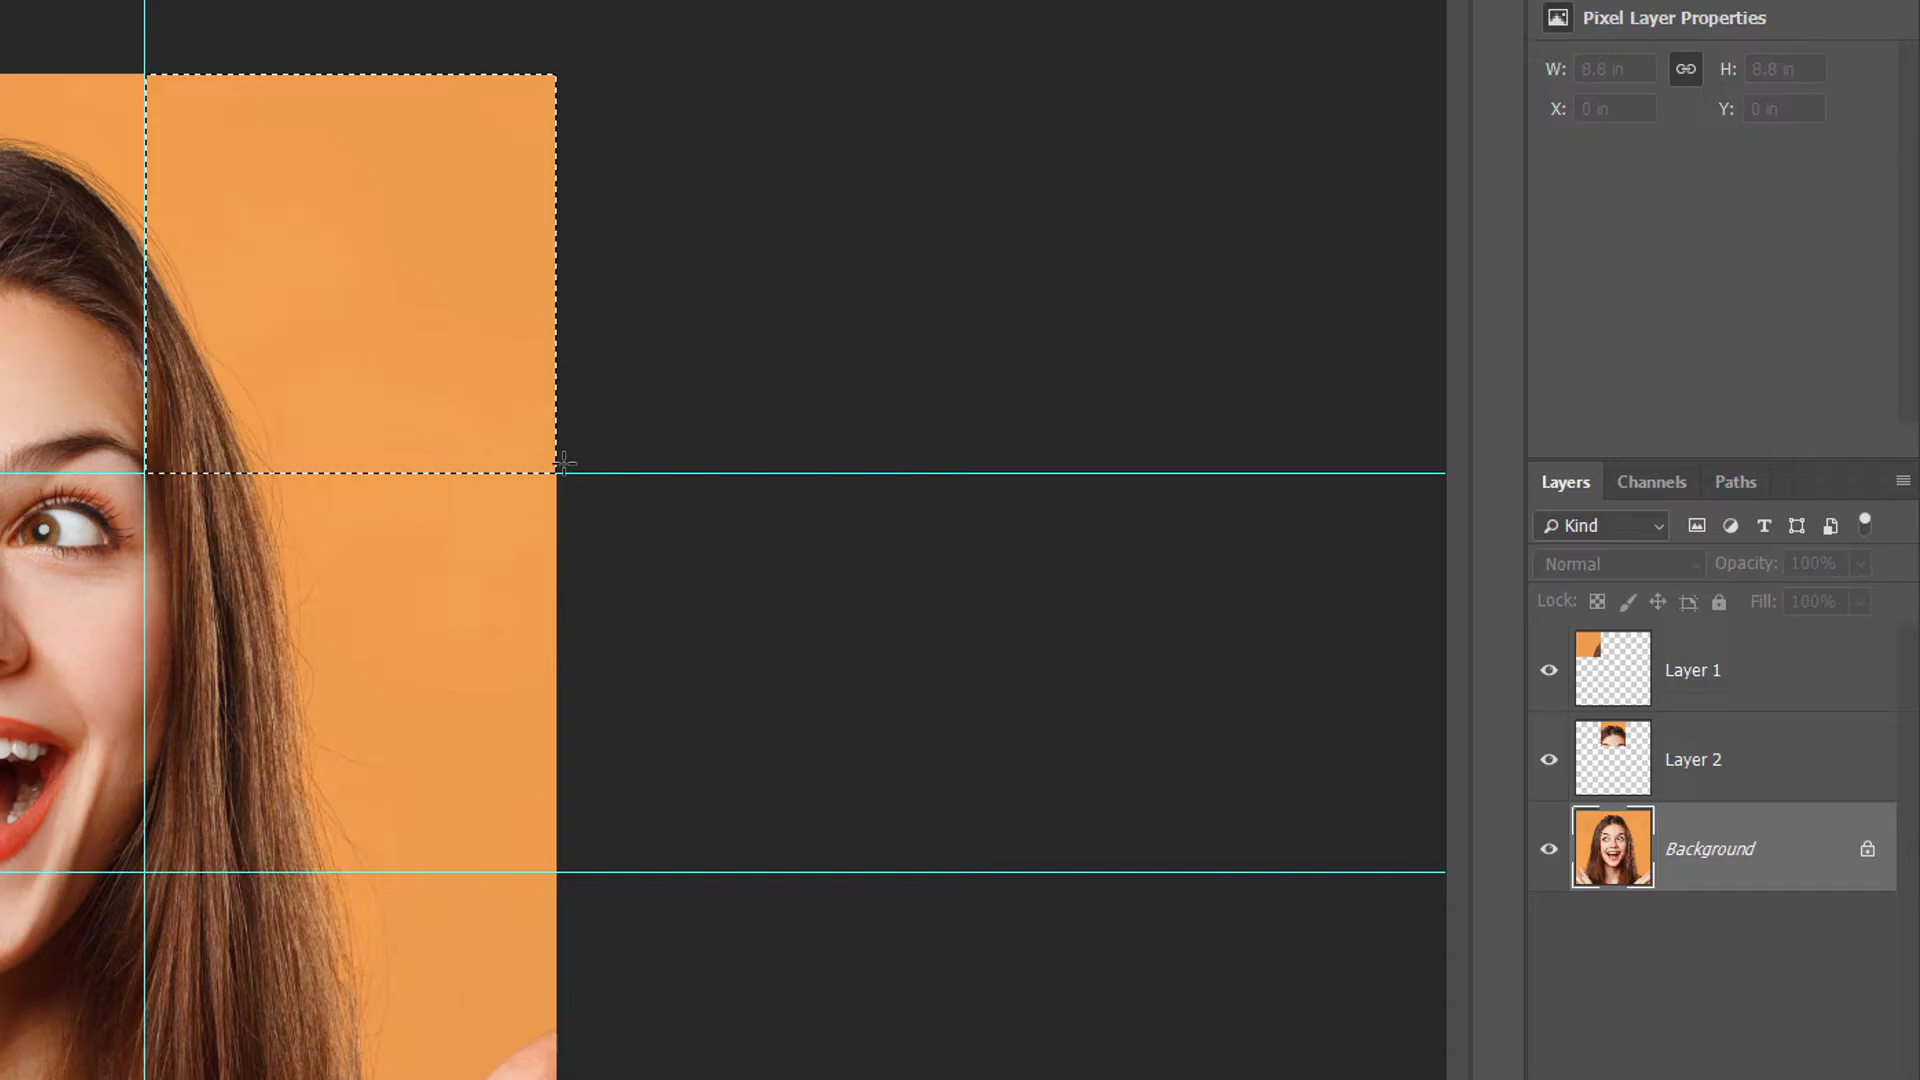 Pixel Layer Properties
W: 8.8 in H: 8.8 in
X: 0 in Y: 0 in
Layers Channels Paths
Kind
Normal Opacity: 100%
Lock: Fill: 100%
Layer 1
Layer 2
Background